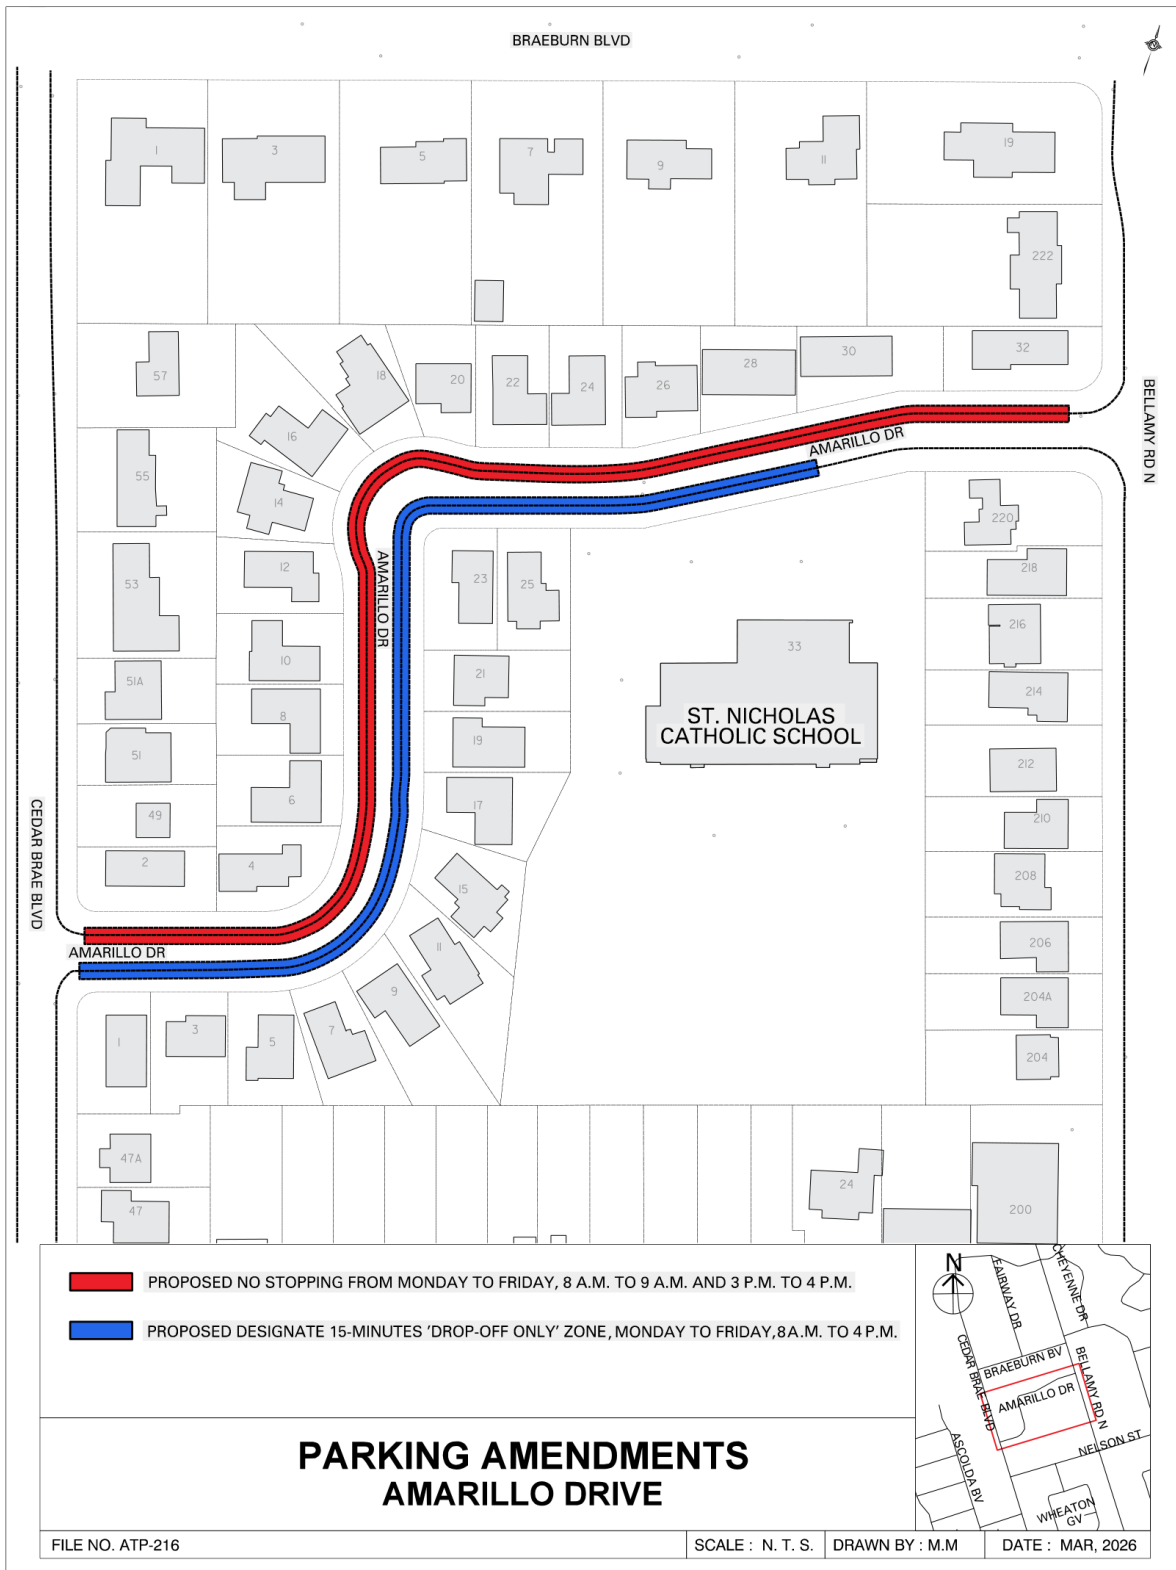 BRAEBURN BLVD
1
3
5
7
9
11
19
222
57
18
20
22
24
26
28
30
32
BELLAMY RD N
16
AMARILLO DR
55
14
220
AMARILLO DR
53
12
23
25
218
10
216
33
51A
21
214
8
ST. NICHOLAS
CATHOLIC SCHOOL
51
19
212
6
17
49
210
CEDAR BRAE BLVD
2
4
15
208
AMARILLO DR
11
206
9
204A
1
3
5
7
204
47A
24
47
200
PROPOSED NO STOPPING FROM MONDAY TO FRIDAY, 8 A.M. TO 9 A.M. AND 3 P.M. TO 4 P.M.
PROPOSED DESIGNATE 15-MINUTES 'DROP-OFF ONLY' ZONE, MONDAY TO FRIDAY, 8A.M. TO 4 P.M.
N
FAIRWAY DR
CHEYENNE DR
CEDAR BRAE BLVD
BRAEBURN BV
BELLAMY RD N
AMARILLO DR
ASCOLDA BV
NELSON ST
WHEATON
GV
PARKING AMENDMENTS
AMARILLO DRIVE
FILE NO. ATP-216
SCALE : N. T. S.
DRAWN BY : M.M
DATE : MAR, 2026